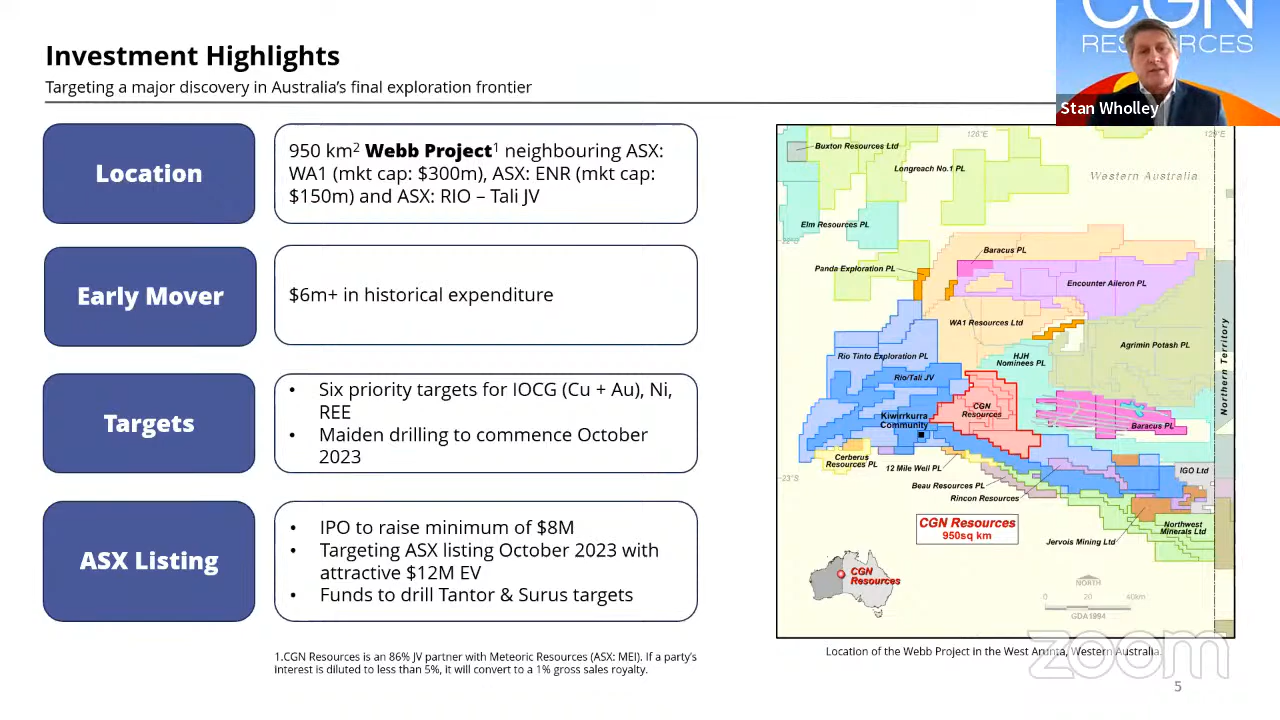 Investment Highlights
Targeting a major discovery in Australia's final exploration frontier
CGN
RESOURCES
Stan Wholley
Location
950 km² Webb Project¹ neighbouring ASX:
WA1 (mkt cap: $300m), ASX: ENR (mkt cap:
$150m) and ASX: RIO – Tali JV
Early Mover
$6m+ in historical expenditure
Targets
• Six priority targets for IOCG (Cu + Au), Ni,
REE
• Maiden drilling to commence October
2023
ASX Listing
• IPO to raise minimum of $8M
• Targeting ASX listing October 2023 with
attractive $12M EV
• Funds to drill Tantor & Surus targets
1.CGN Resources is an 86% JV partner with Meteoric Resources (ASX: MEI). If a party's
interest is diluted to less than 5%, it will convert to a 1% gross sales royalty.
128°E
129°E
Buxton Resources Ltd
Longreach No.1 PL
Western Australia
Elm Resources PL
22°S
Baracus PL
Panda Exploration PL
Encounter Aileron PL
WA1 Resources Ltd
Agrimin Potash PL
Northern Territory
Rio Tinto Exploration PL
HJH
Nominees PL
Rio/Tali JV
CGN
Resources
Kiwirrkurra
Community
Baracus PL
Cerberus
Resources PL
12 Mile Well PL
IGO Ltd
23°S
Beau Resources PL
Rincon Resources
CGN Resources
950sq km
Northwest
Minerals Ltd
Jervois Mining Ltd
CGN
Resources
NORTH
0 20 40km
GDA1994
Location of the Webb Project in the West Arunta, Western Australia.
zoom
5